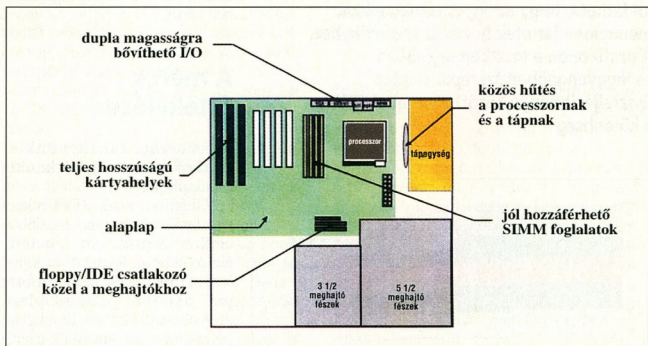 dupla magasságra
bővíthető I/O
közös hűtés
a processzornak
és a tápnak
processzor
tápegység
teljes hosszúságú
kártyahelyek
alaplap
jól hozzáférhető
SIMM foglalatok
floppy/IDE csatlakozó
közel a meghajtókhoz
3 1/2
meghajtó
fészek
5 1/2
meghajtó
fészek